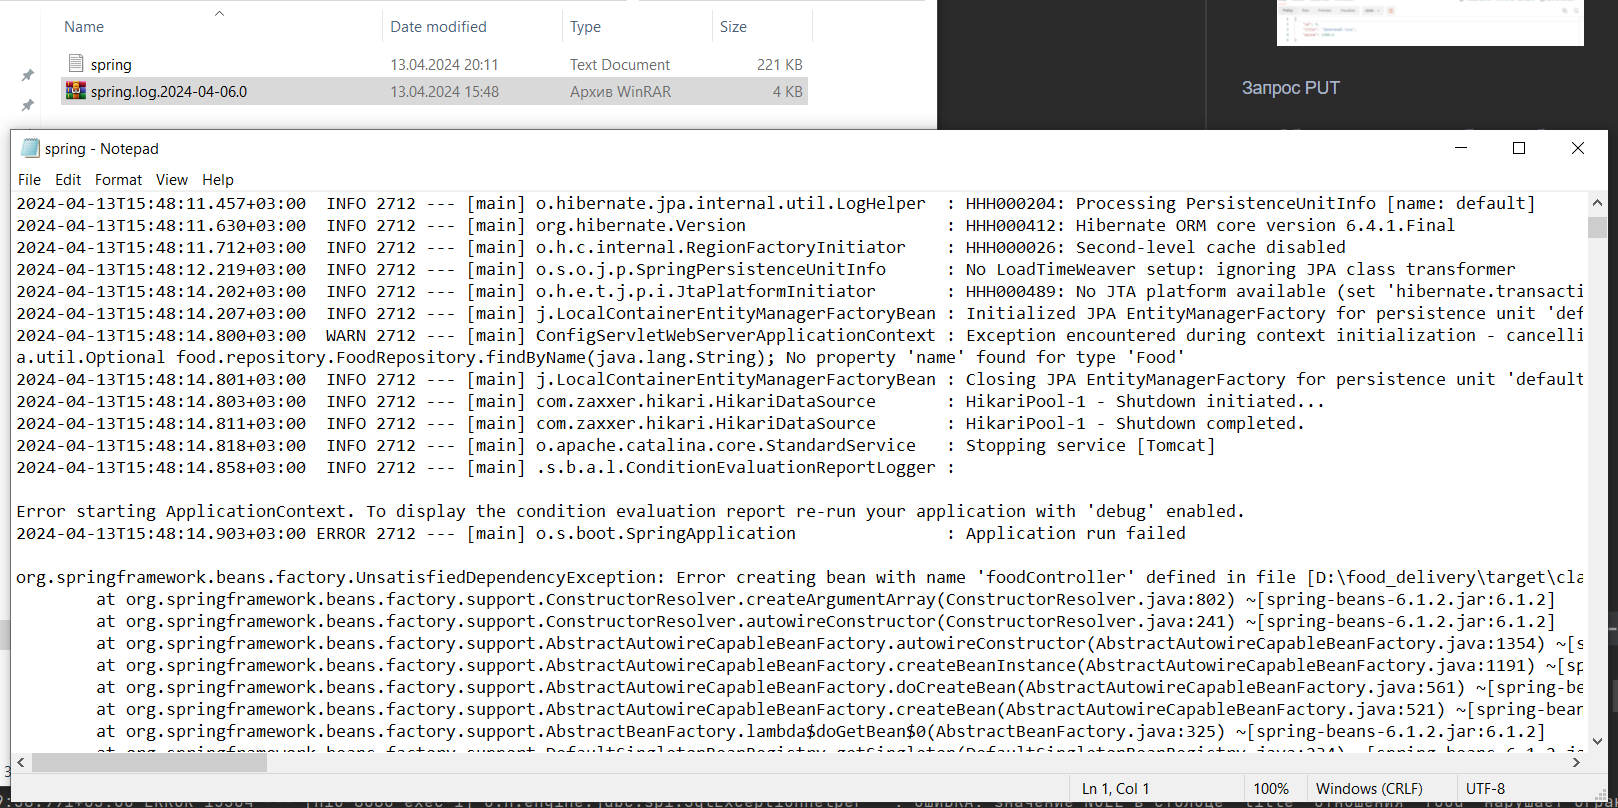 Name Date modified Type Size
spring 13.04.2024 20:11 Text Document 221 KB
spring.log.2024-04-06.0 13.04.2024 15:48 Архив WinRAR 4 KB
Запрос PUT
spring - Notepad
File Edit Format View Help
2024-04-13T15:48:11.457+03:00  INFO 2712 --- [main] o.hibernate.jpa.internal.util.LogHelper  : HHH000204: Processing PersistenceUnitInfo [name: default]
2024-04-13T15:48:11.630+03:00  INFO 2712 --- [main] org.hibernate.Version                    : HHH000412: Hibernate ORM core version 6.4.1.Final
2024-04-13T15:48:11.712+03:00  INFO 2712 --- [main] o.h.c.internal.RegionFactoryInitiator    : HHH000026: Second-level cache disabled
2024-04-13T15:48:12.219+03:00  INFO 2712 --- [main] o.s.o.j.p.SpringPersistenceUnitInfo      : No LoadTimeWeaver setup: ignoring JPA class transformer
2024-04-13T15:48:14.202+03:00  INFO 2712 --- [main] o.h.e.t.j.p.i.JtaPlatformInitiator       : HHH000489: No JTA platform available (set 'hibernate.transacti
2024-04-13T15:48:14.207+03:00  INFO 2712 --- [main] j.LocalContainerEntityManagerFactoryBean : Initialized JPA EntityManagerFactory for persistence unit 'def
2024-04-13T15:48:14.800+03:00  WARN 2712 --- [main] ConfigServletWebServerApplicationContext : Exception encountered during context initialization - cancelli
a.util.Optional food.repository.FoodRepository.findByName(java.lang.String); No property 'name' found for type 'Food'
2024-04-13T15:48:14.801+03:00  INFO 2712 --- [main] j.LocalContainerEntityManagerFactoryBean : Closing JPA EntityManagerFactory for persistence unit 'default
2024-04-13T15:48:14.803+03:00  INFO 2712 --- [main] com.zaxxer.hikari.HikariDataSource       : HikariPool-1 - Shutdown initiated...
2024-04-13T15:48:14.811+03:00  INFO 2712 --- [main] com.zaxxer.hikari.HikariDataSource       : HikariPool-1 - Shutdown completed.
2024-04-13T15:48:14.818+03:00  INFO 2712 --- [main] o.apache.catalina.core.StandardService   : Stopping service [Tomcat]
2024-04-13T15:48:14.858+03:00  INFO 2712 --- [main] .s.b.a.l.ConditionEvaluationReportLogger :
Error starting ApplicationContext. To display the condition evaluation report re-run your application with 'debug' enabled.
2024-04-13T15:48:14.903+03:00 ERROR 2712 --- [main] o.s.boot.SpringApplication               : Application run failed
org.springframework.beans.factory.UnsatisfiedDependencyException: Error creating bean with name 'foodController' defined in file [D:\food_delivery\target\cla
at org.springframework.beans.factory.support.ConstructorResolver.createArgumentArray(ConstructorResolver.java:802) ~[spring-beans-6.1.2.jar:6.1.2]
at org.springframework.beans.factory.support.ConstructorResolver.autowireConstructor(ConstructorResolver.java:241) ~[spring-beans-6.1.2.jar:6.1.2]
at org.springframework.beans.factory.support.AbstractAutowireCapableBeanFactory.autowireConstructor(AbstractAutowireCapableBeanFactory.java:1354) ~[s
at org.springframework.beans.factory.support.AbstractAutowireCapableBeanFactory.createBeanInstance(AbstractAutowireCapableBeanFactory.java:1191) ~[sp
at org.springframework.beans.factory.support.AbstractAutowireCapableBeanFactory.doCreateBean(AbstractAutowireCapableBeanFactory.java:561) ~[spring-be
at org.springframework.beans.factory.support.AbstractAutowireCapableBeanFactory.createBean(AbstractAutowireCapableBeanFactory.java:521) ~[spring-bean
at org.springframework.beans.factory.support.AbstractBeanFactory.lambda$doGetBean$0(AbstractBeanFactory.java:325) ~[spring-beans-6.1.2.jar:6.1.2]
Ln 1, Col 1 100% Windows (CRLF) UTF-8